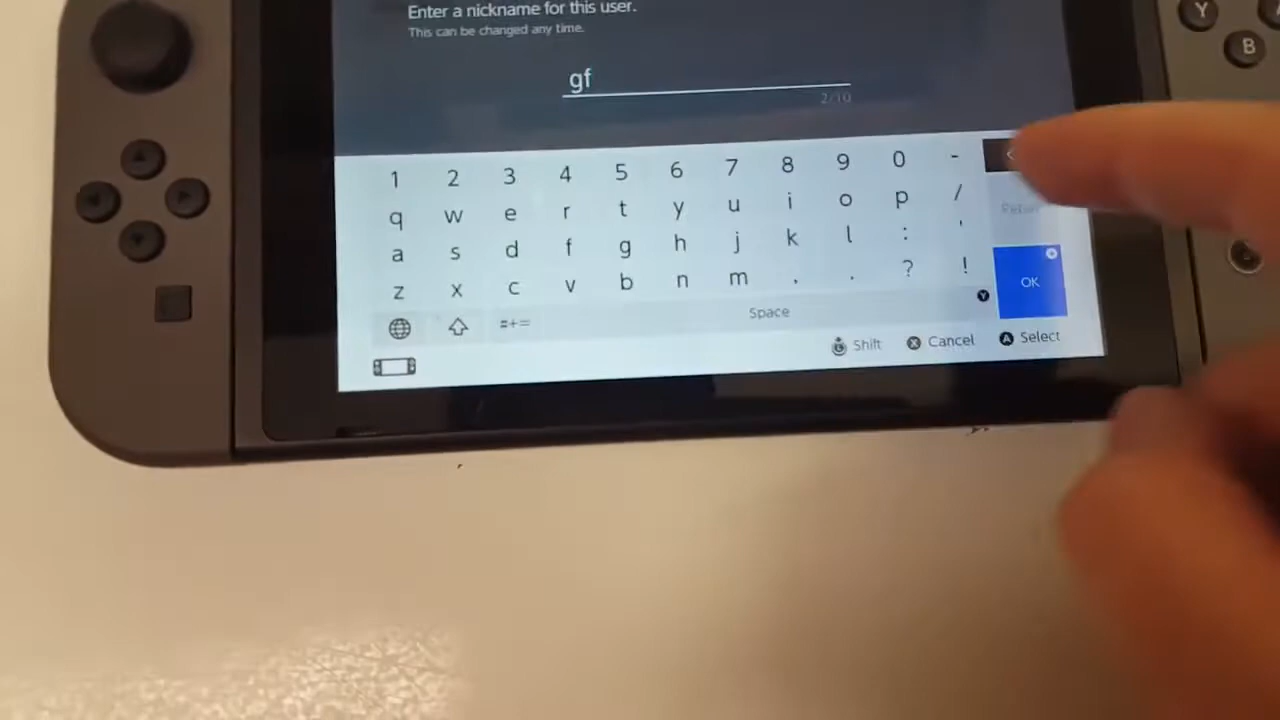 Enter a nickname for this user.
This can be changed any time.
gf
2/10
1 2 3 4 5 6 7 8 9 0 -
q w e r t y u i o p /
a s d f g h j k l : '
z x c v b n m , . ? !
OK
=+=
Space
Y
Shift
X Cancel
A Select
Y
B